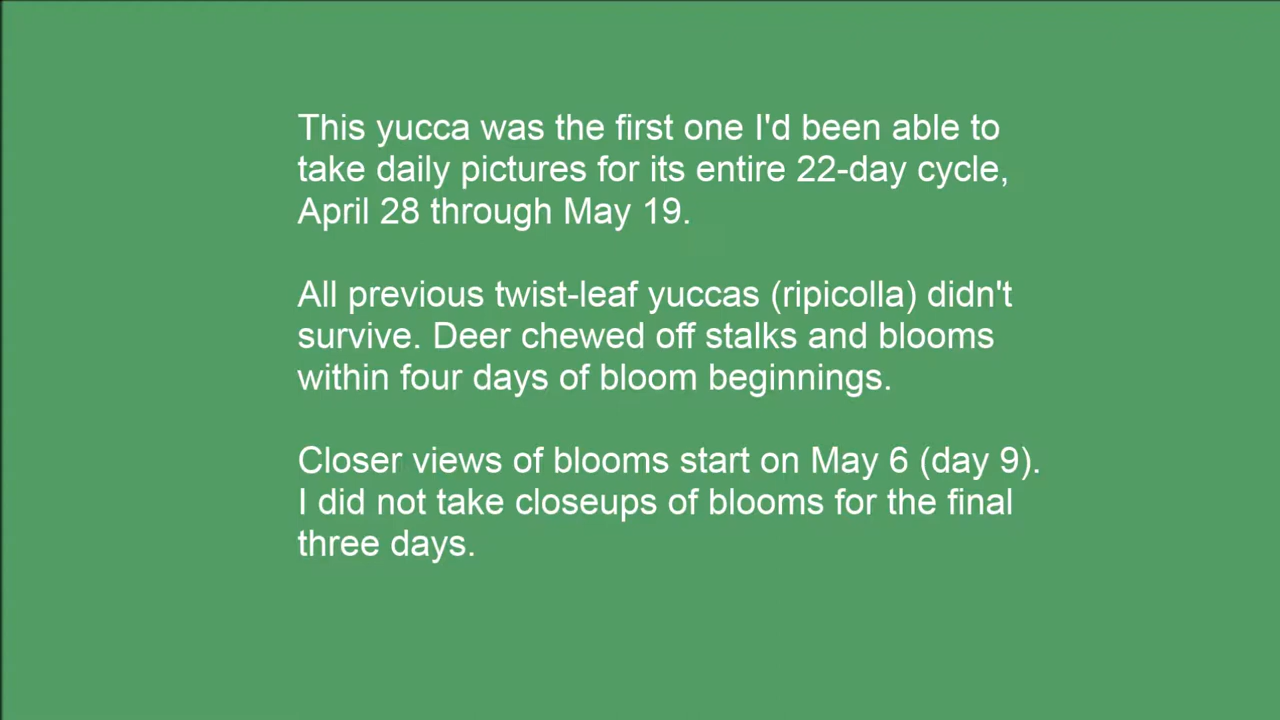 This yucca was the first one I'd been able to
take daily pictures for its entire 22-day cycle,
April 28 through May 19.
All previous twist-leaf yuccas (ripicolla) didn't
survive. Deer chewed off stalks and blooms
within four days of bloom beginnings.
Closer views of blooms start on May 6 (day 9).
I did not take closeups of blooms for the final
three days.